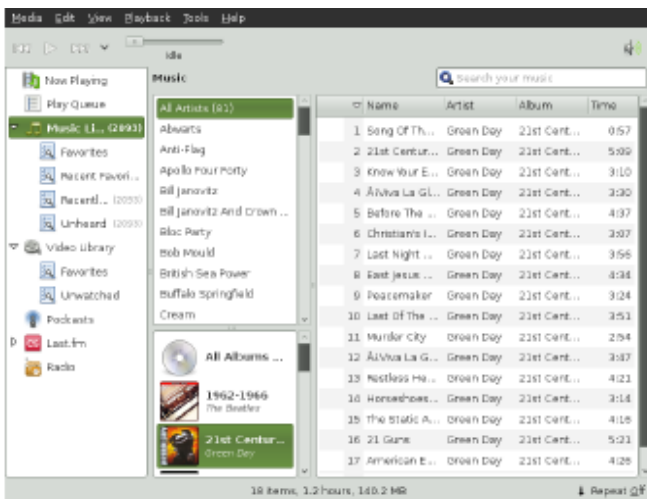 Media Edit View Playback Tools Help
Idle
Now Playing
Play Queue
Music Li... (2093)
Favorites
Recent Favori...
Recentl... (2093)
Unheard (2093)
Video Library
Favorites
Unwatched
Podcasts
Last.fm
Radio
Music
Search your music
All Artists (81)
Abwarts
Anti-Flag
Apollo Four Forty
Bill Janovitz
Bill Janovitz And Crown ...
Bloc Party
Bob Mould
British Sea Power
Buffalo Springfield
Cream
All Albums ...
1962-1966
The Beatles
21st Centur...
Green Day
Name Artist Album Time
1 Song Of Th... Green Day 21st Cent... 0:57
2 21st Centur... Green Day 21st Cent... 5:09
3 Know Your E... Green Day 21st Cent... 3:10
4 Â¡Viva La Gl... Green Day 21st Cent... 3:30
5 Before The ... Green Day 21st Cent... 4:37
6 Christian's I... Green Day 21st Cent... 3:07
7 Last Night ... Green Day 21st Cent... 3:56
8 East Jesus ... Green Day 21st Cent... 4:34
9 Peacemaker Green Day 21st Cent... 3:24
10 Last Of The ... Green Day 21st Cent... 3:51
11 Murder City Green Day 21st Cent... 2:54
12 Â¿Viva La G... Green Day 21st Cent... 3:47
13 Restless He... Green Day 21st Cent... 4:21
14 Horseshoes... Green Day 21st Cent... 3:14
15 The Static A... Green Day 21st Cent... 4:16
16 21 Guns Green Day 21st Cent... 5:21
17 American E... Green Day 21st Cent... 4:26
18 items, 1.2 hours, 140.2 MB
Repeat Off